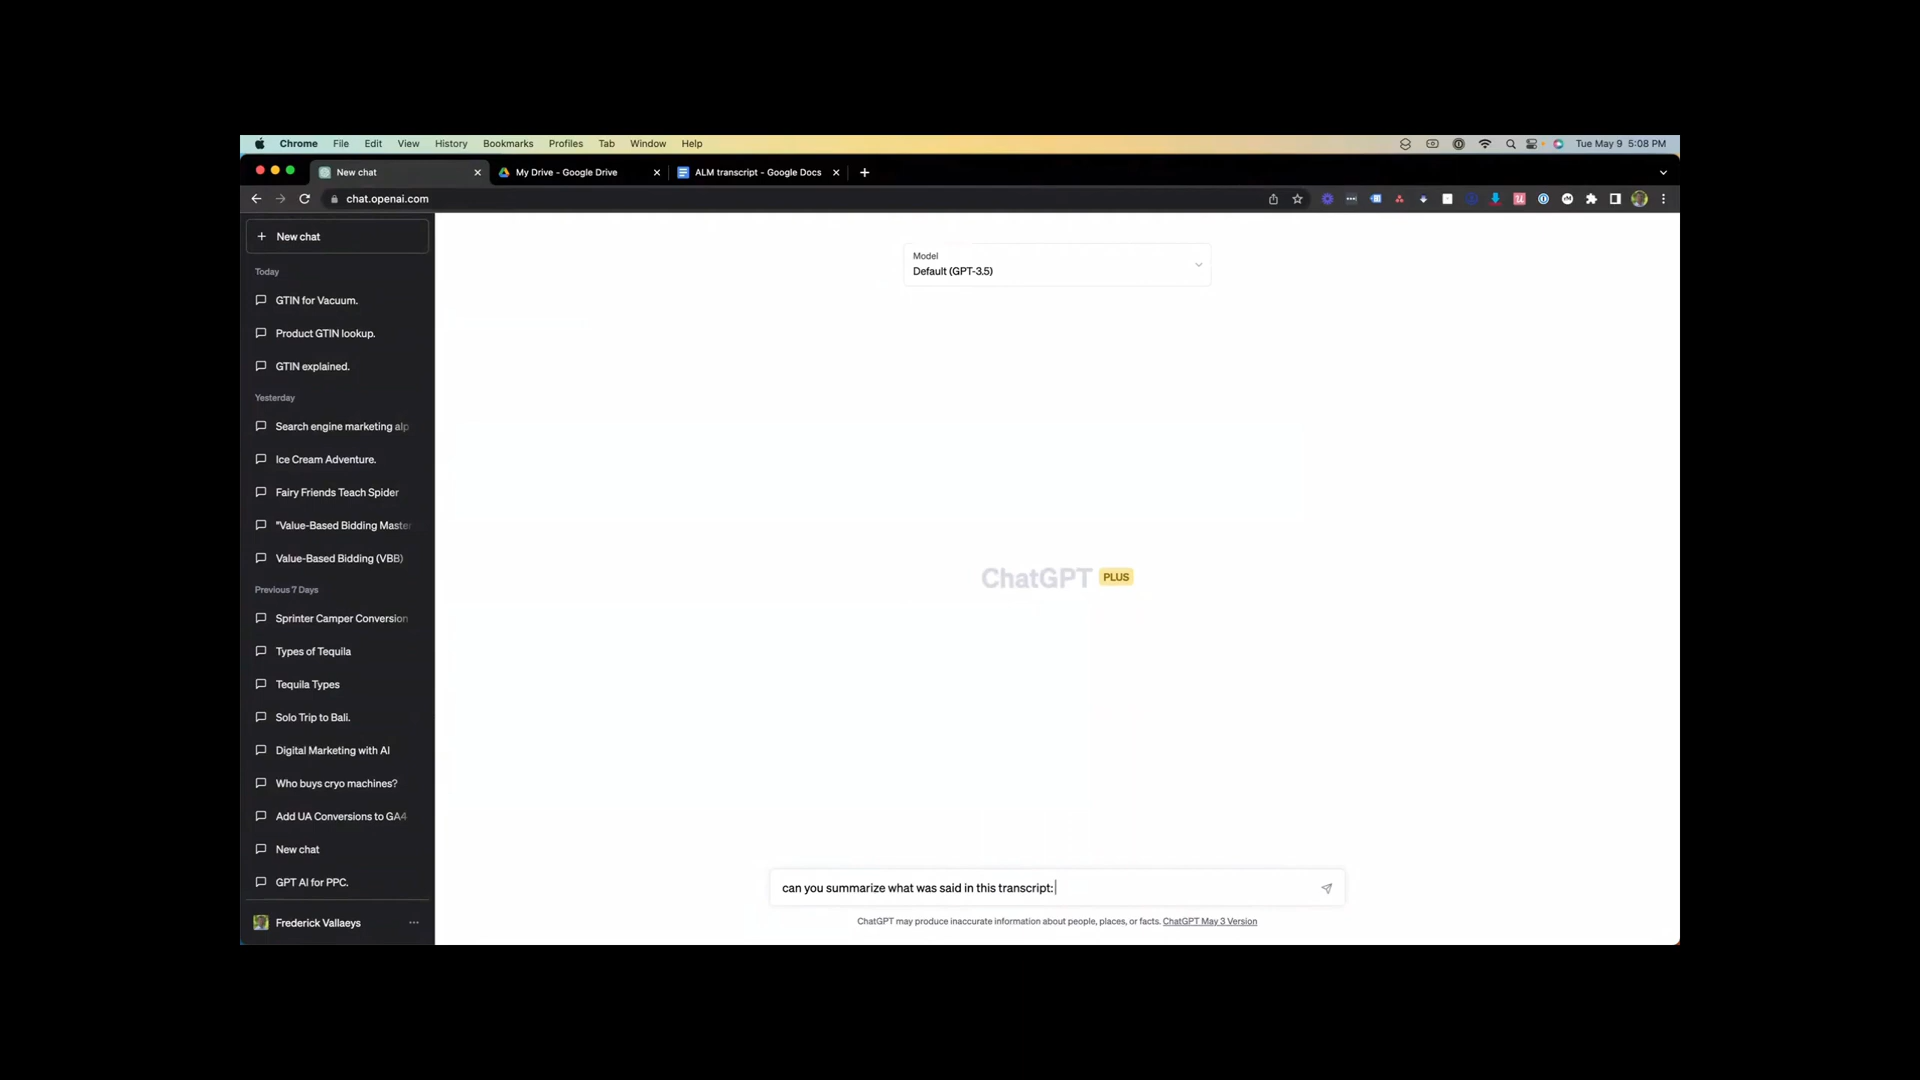 Chrome File Edit View History Bookmarks Profiles Tab Window Help Tue May 9 5:08 PM
New chat My Drive - Google Drive ALM transcript - Google Docs
chat.openai.com
New chat
Today
GTIN for Vacuum.
Product GTIN lookup.
GTIN explained.
Yesterday
Search engine marketing alp
Ice Cream Adventure.
Fairy Friends Teach Spider
"Value-Based Bidding Maste
Value-Based Bidding (VBB)
Previous 7 Days
Sprinter Camper Conversion
Types of Tequila
Tequila Types
Solo Trip to Bali.
Digital Marketing with AI
Who buys cryo machines?
Add UA Conversions to GA4
New chat
GPT AI for PPC.
Frederick Vallaeys
Model
Default (GPT-3.5)
ChatGPT PLUS
can you summarize what was said in this transcript:
ChatGPT may produce inaccurate information about people, places, or facts. ChatGPT May 3 Version